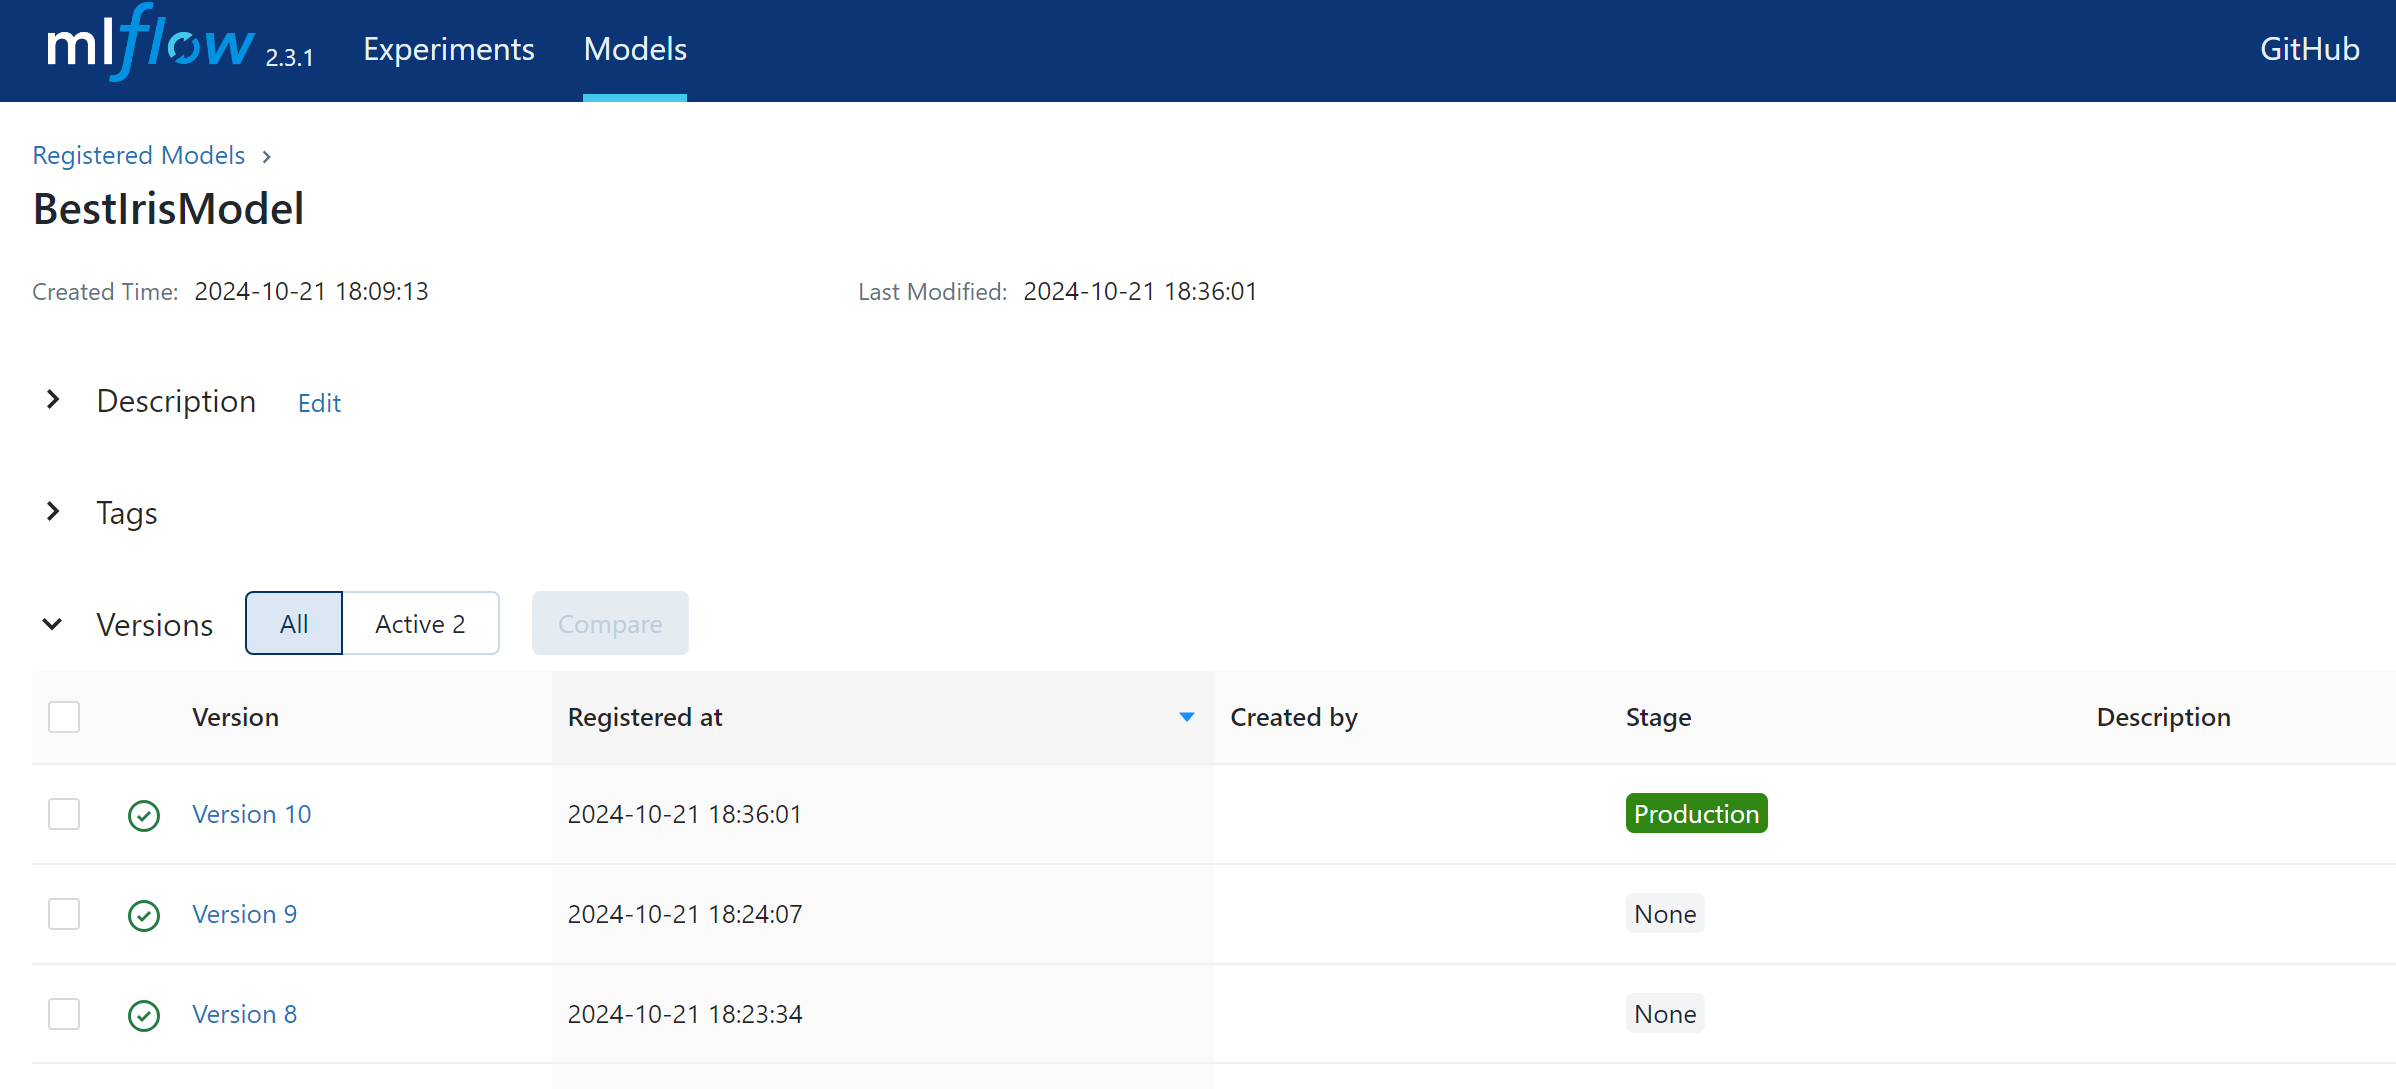 mlflow 2.3.1 Experiments Models GitHub
Registered Models
BestIrisModel
Created Time: 2024-10-21 18:09:13 Last Modified: 2024-10-21 18:36:01
Description Edit
Tags
Versions All Active 2 Compare
Version Registered at Created by Stage Description
Version 10 2024-10-21 18:36:01 Production
Version 9 2024-10-21 18:24:07 None
Version 8 2024-10-21 18:23:34 None